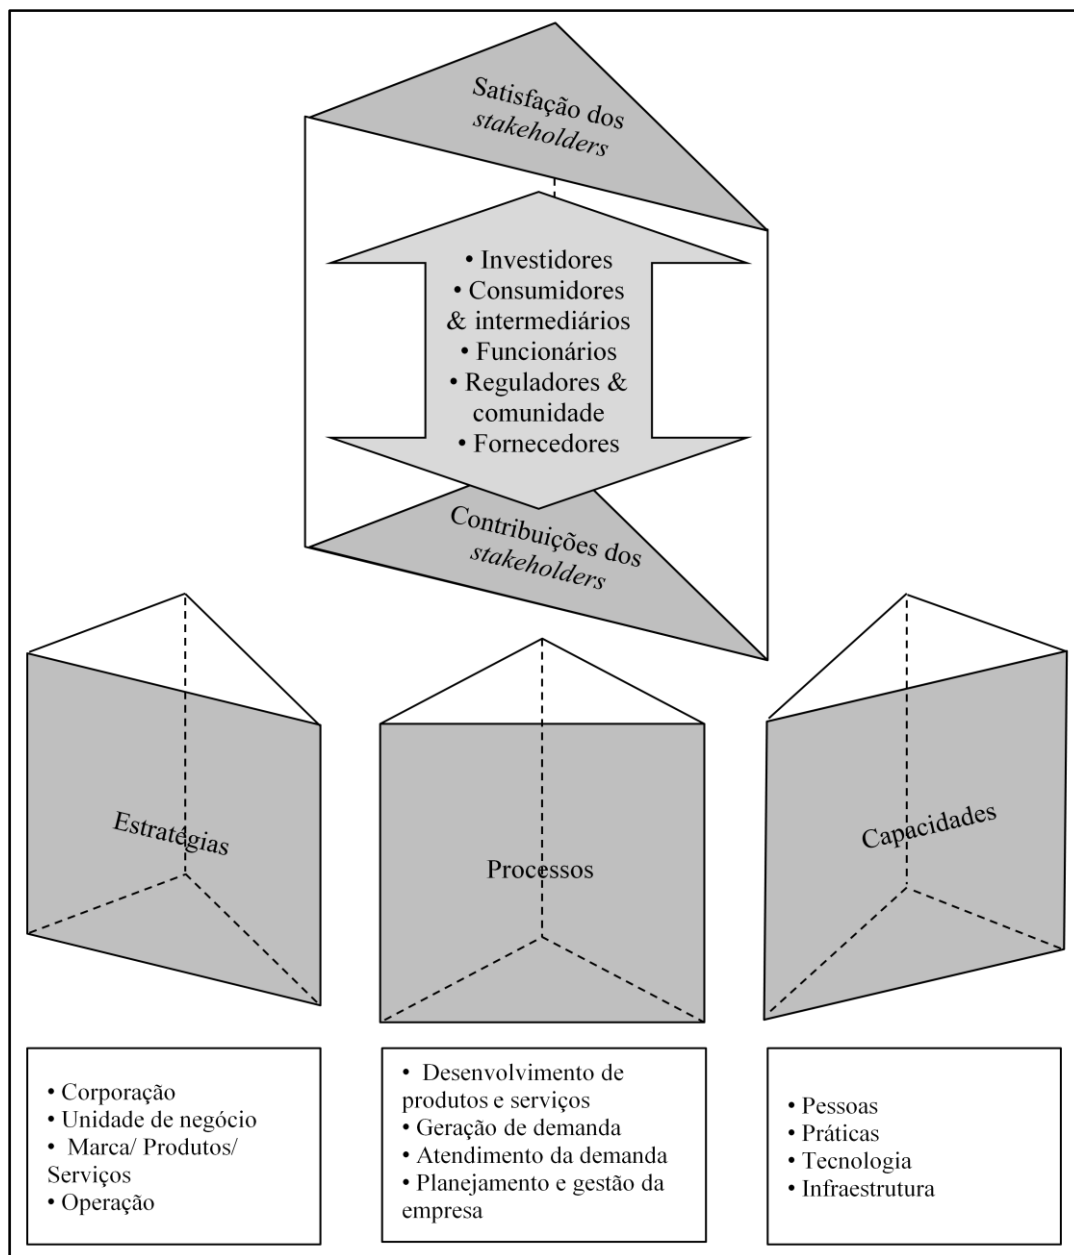 Satisfação dos
stakeholders
• Investidores
• Consumidores
& intermediários
• Funcionários
• Reguladores &
comunidade
• Fornecedores
Contribuições dos
stakeholders
Estratégias
Processos
Capacidades
• Corporação
• Unidade de negócio
• Marca/ Produtos/
Serviços
• Operação
• Desenvolvimento de
produtos e serviços
• Geração de demanda
• Atendimento da demanda
• Planejamento e gestão da
empresa
• Pessoas
• Práticas
• Tecnologia
• Infraestrutura